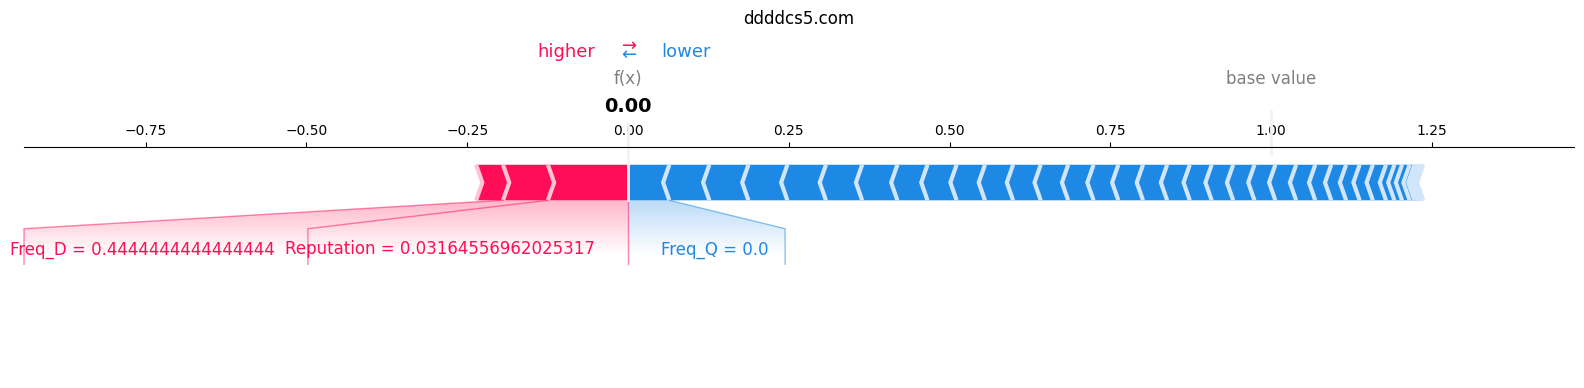 ddddcs5.com
higher → ← lower
f(x) base value
0.00
−0.75 −0.50 −0.25 0.00 0.25 0.50 0.75 1.00 1.25
Freq_D = 0.4444444444444444 Reputation = 0.03164556962025317 Freq_Q = 0.0